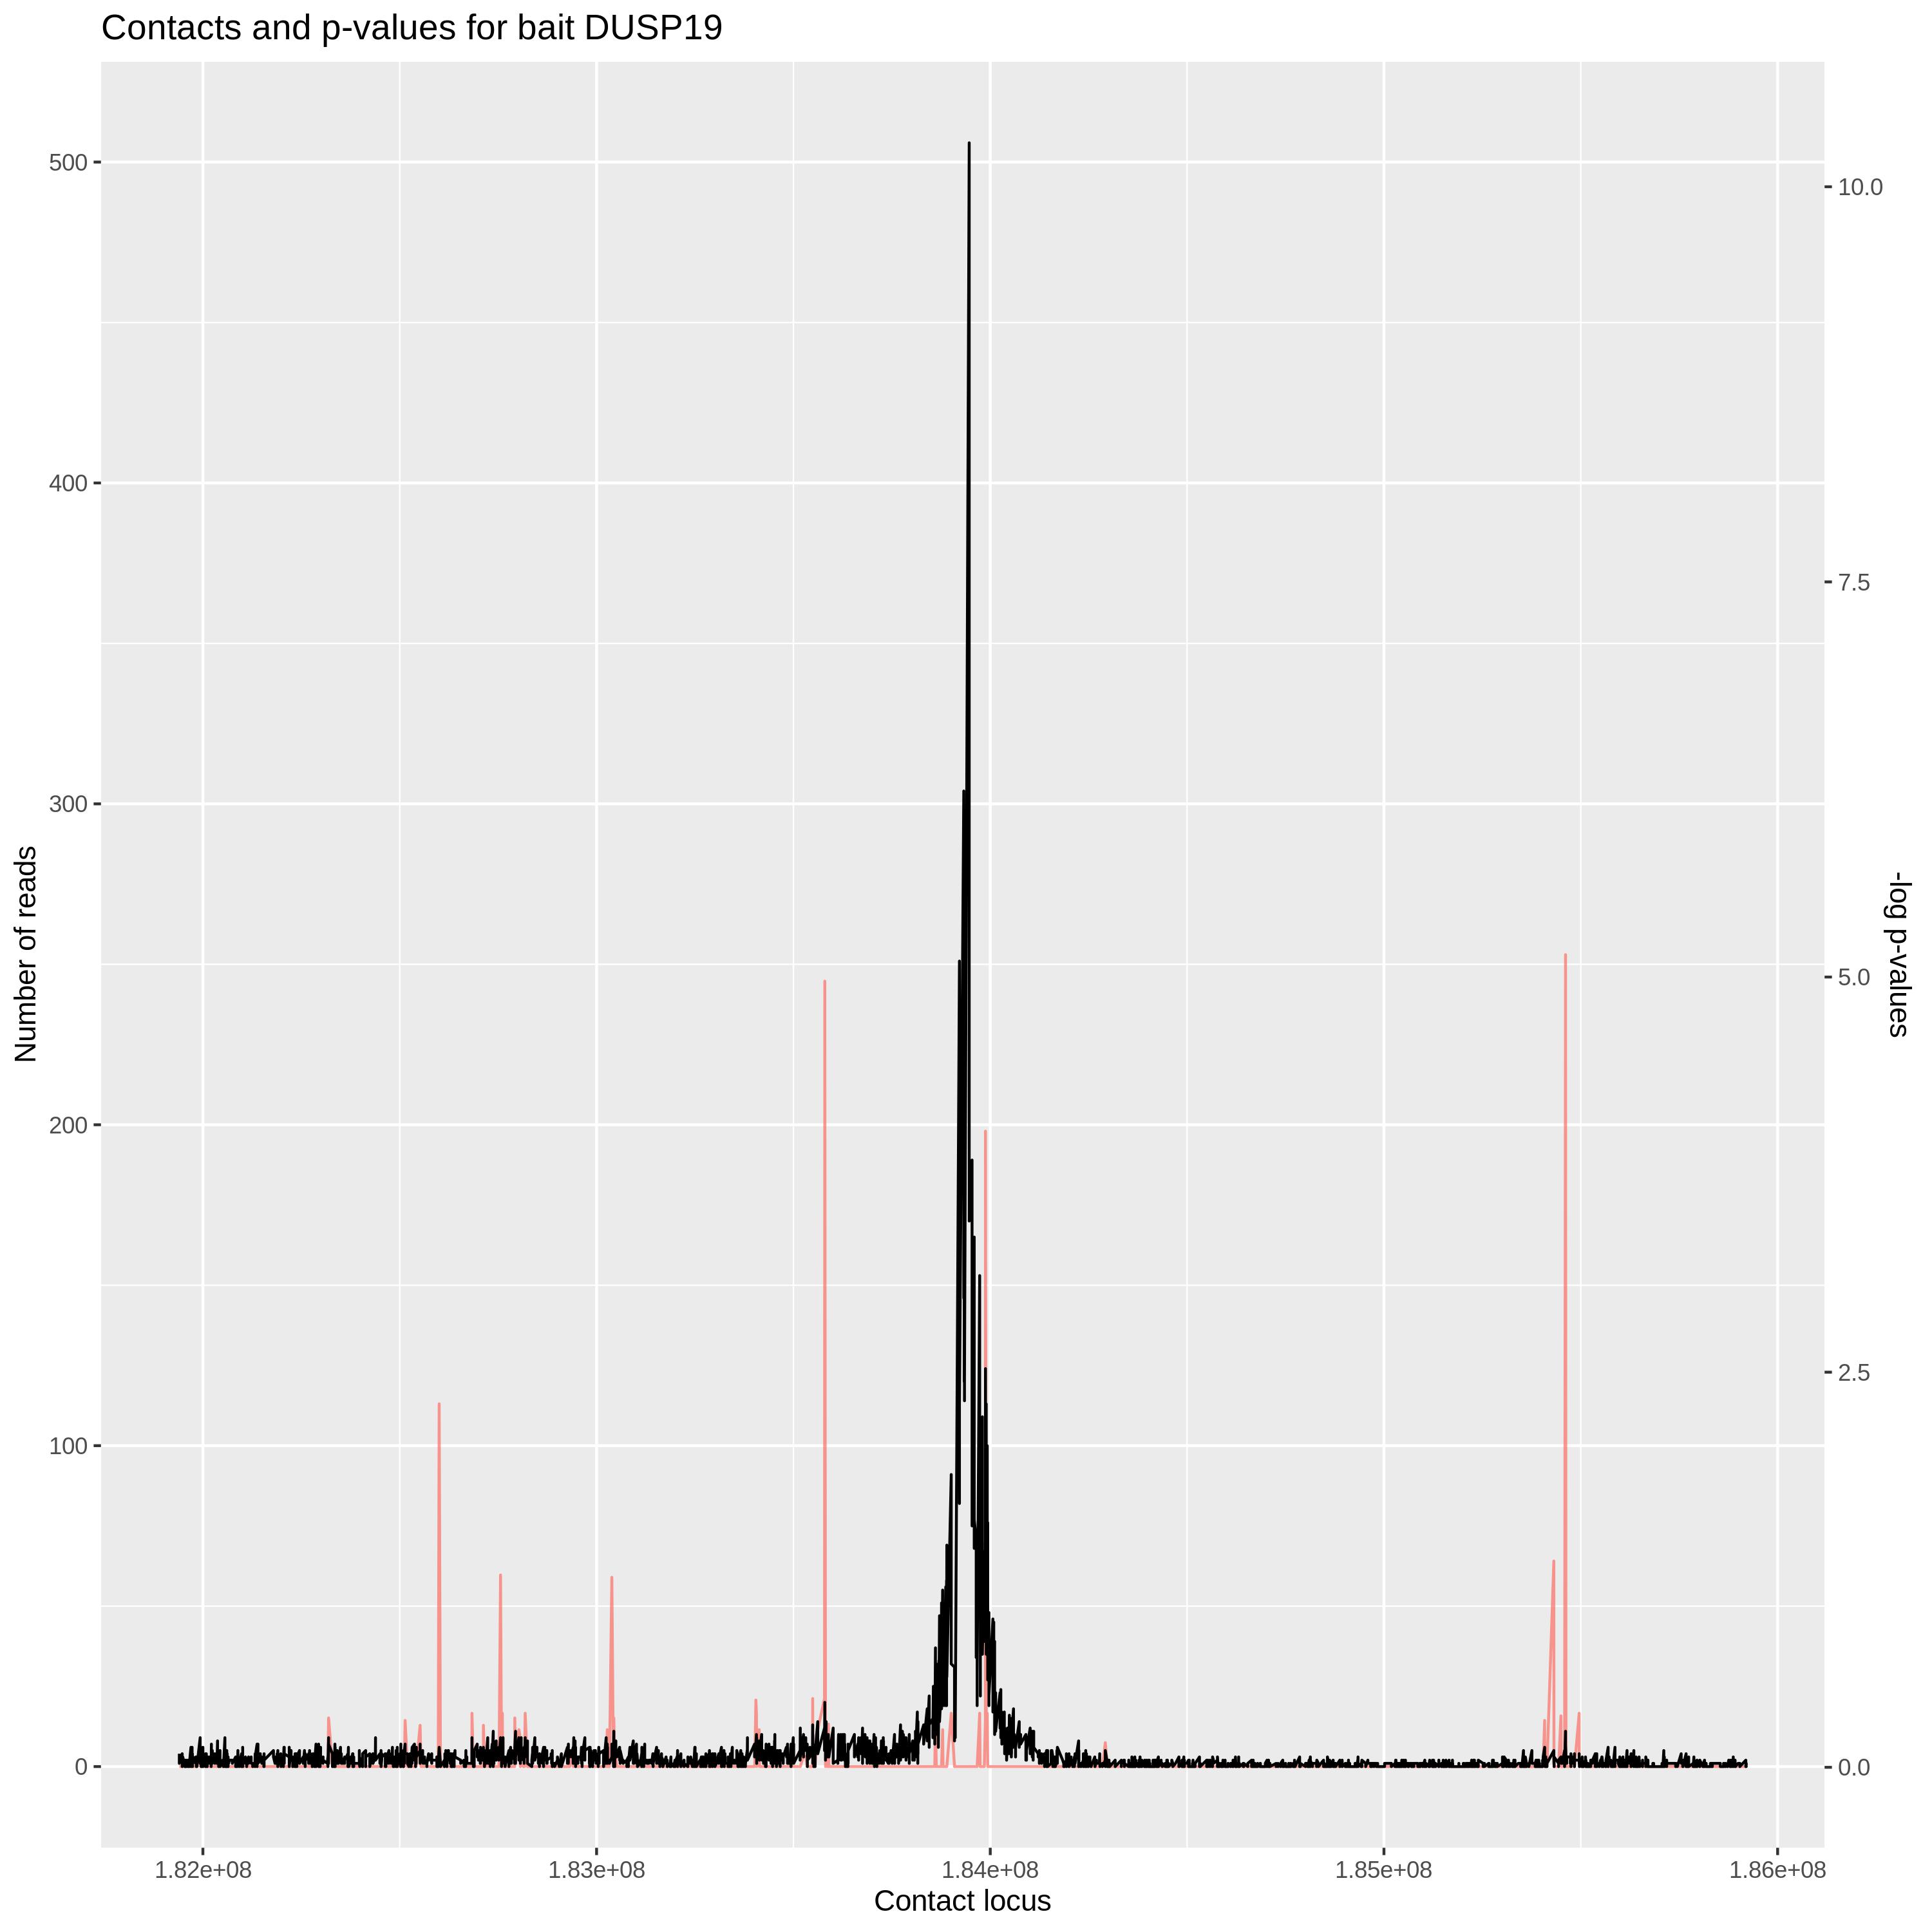 Contacts and p-values for bait DUSP19
500
400
300
200
100
0
Number of reads
10.0
7.5
5.0
2.5
0.0
-log p-values
1.82e+08
1.83e+08
1.84e+08
1.85e+08
1.86e+08
Contact locus